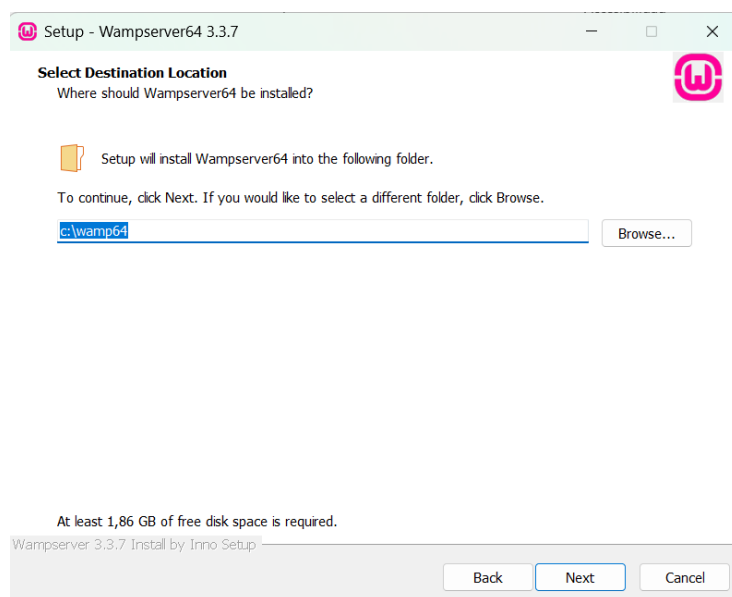 Setup - Wampserver64 3.3.7
Select Destination Location
Where should Wampserver64 be installed?
Setup will install Wampserver64 into the following folder.
To continue, click Next. If you would like to select a different folder, click Browse.
c:\wamp64
Browse...
At least 1,86 GB of free disk space is required.
Wampserver 3.3.7 Install by Inno Setup
Back
Next
Cancel